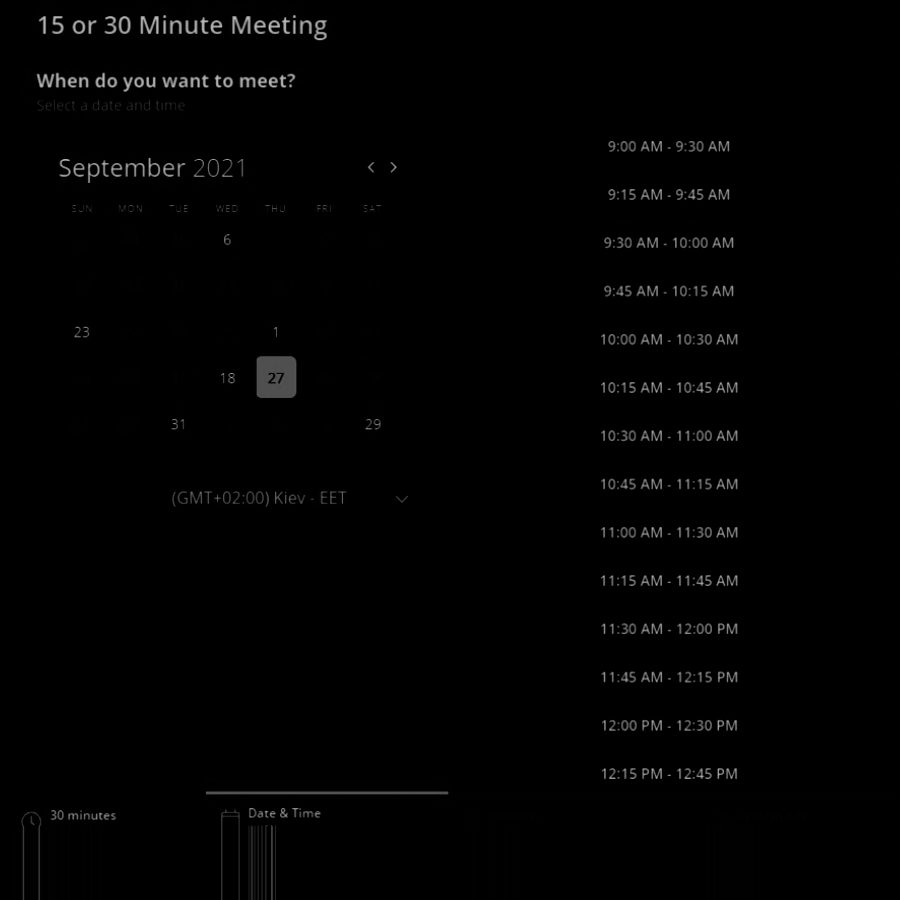 15 or 30 Minute Meeting
When do you want to meet?
Select a date and time
September 2021
SUN MON TUE WED THU FRI SAT
6
23 1
18 27
31 29
(GMT+02:00) Kiev - EET
9:00 AM - 9:30 AM
9:15 AM - 9:45 AM
9:30 AM - 10:00 AM
9:45 AM - 10:15 AM
10:00 AM - 10:30 AM
10:15 AM - 10:45 AM
10:30 AM - 11:00 AM
10:45 AM - 11:15 AM
11:00 AM - 11:30 AM
11:15 AM - 11:45 AM
11:30 AM - 12:00 PM
11:45 AM - 12:15 PM
12:00 PM - 12:30 PM
12:15 PM - 12:45 PM
30 minutes
Date & Time